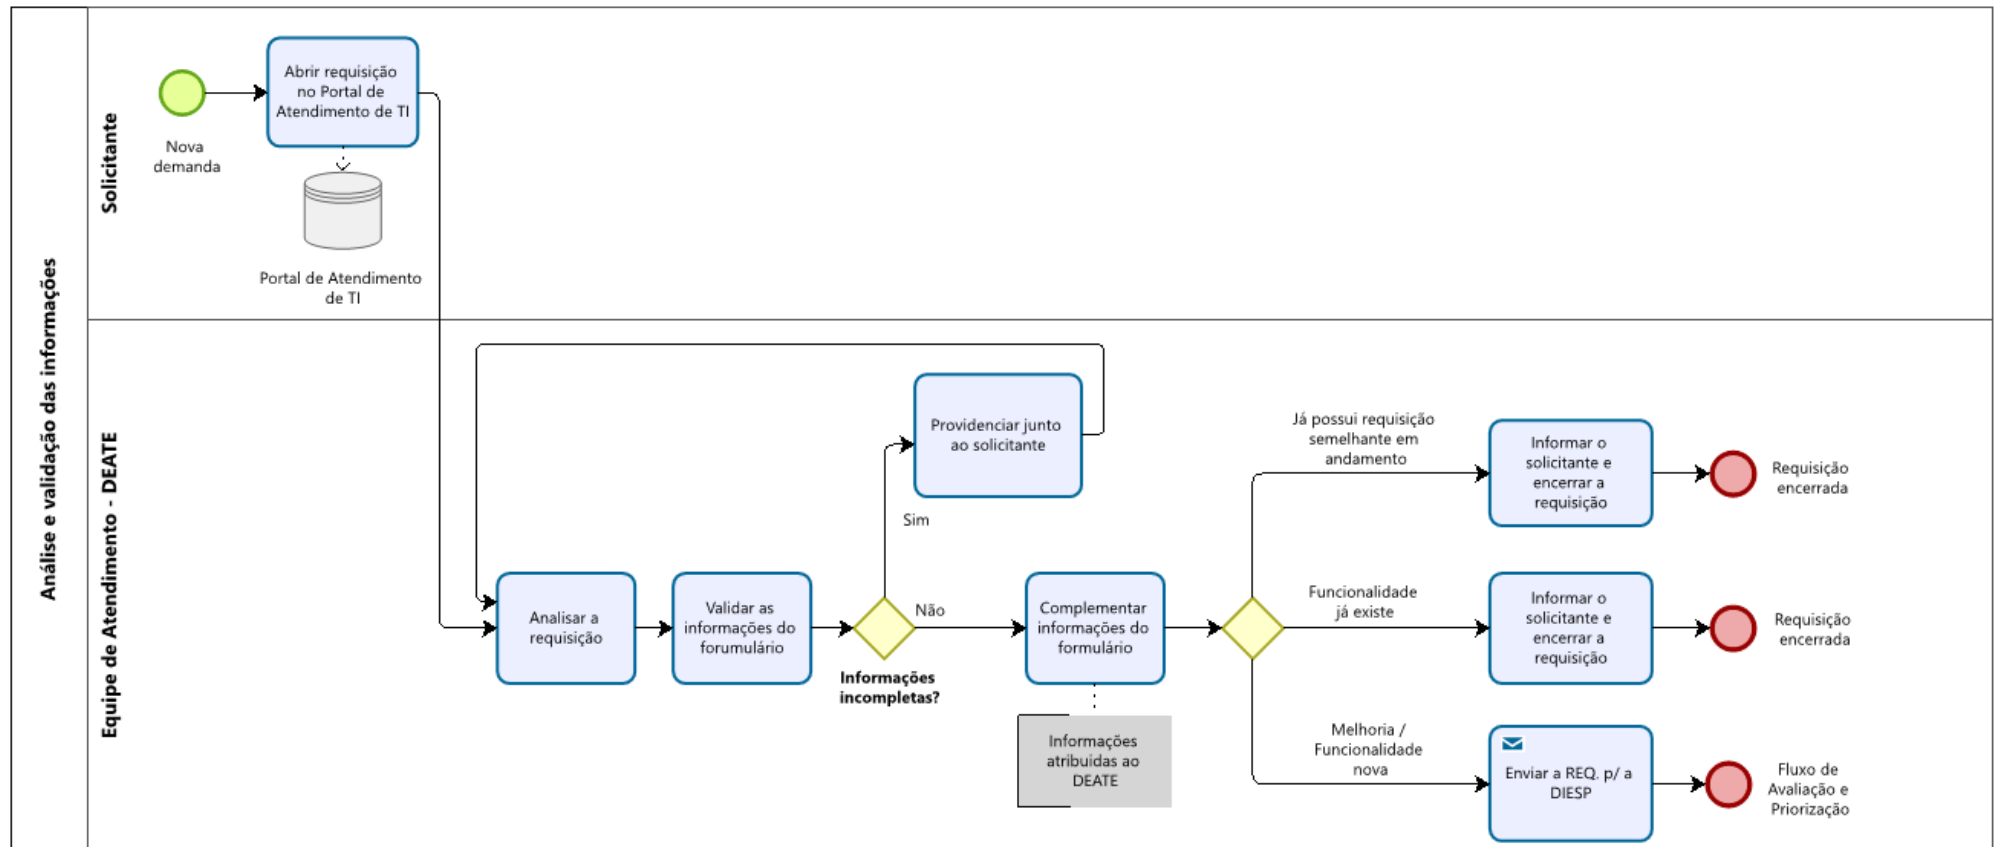 Análise e validação das informações
Solicitante
Nova
demanda
Abrir requisição
no Portal de
Atendimento de TI
Portal de Atendimento
de TI
Equipe de Atendimento - DEATE
Analisar a
requisição
Validar as
informações do
forumulário
Informações
incompletas?
Sim
Providenciar junto
ao solicitante
Não
Complementar
informações do
formulário
Informações
atribuidas ao
DEATE
Já possui requisição
semelhante em
andamento
Informar o
solicitante e
encerrar a
requisição
Requisição
encerrada
Funcionalidade
já existe
Informar o
solicitante e
encerrar a
requisição
Requisição
encerrada
Melhoria /
Funcionalidade
nova
Enviar a REQ. p/ a
DIESP
Fluxo de
Avaliação e
Priorização